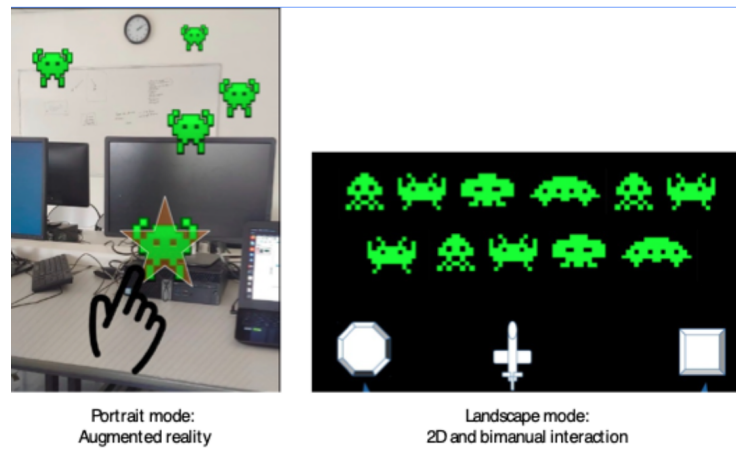 Portrait mode:
Augmented reality
Landscape mode:
2D and bimanual interaction